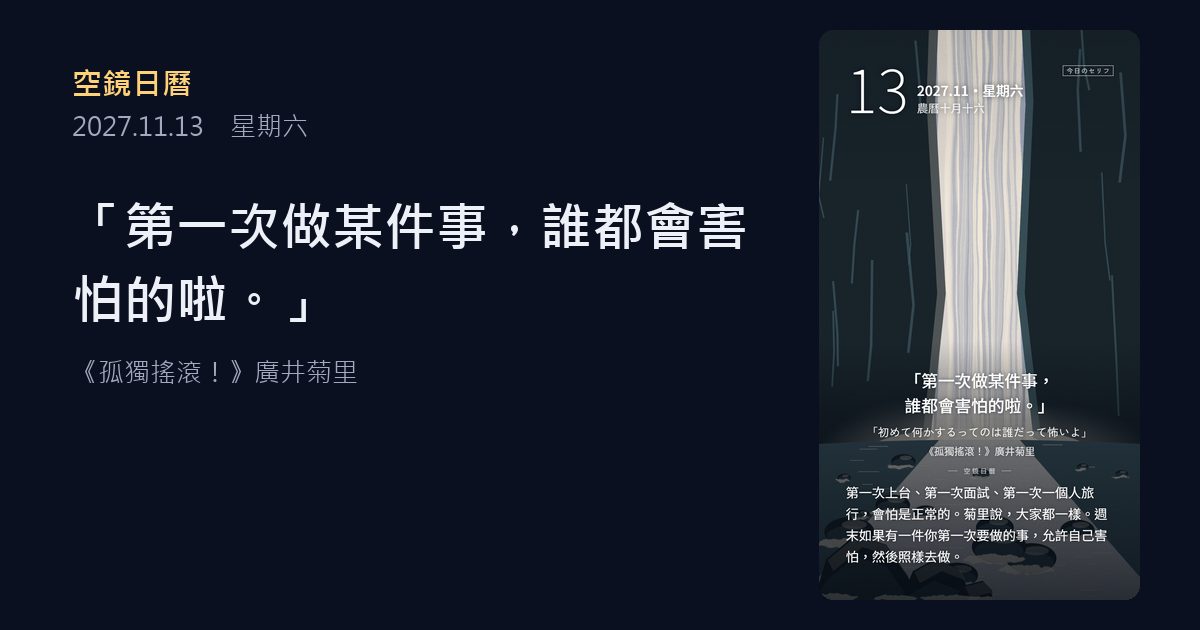 空鏡日曆
2027.11.13 星期六
「第一次做某件事，誰都會害
怕的啦。」
《孤獨搖滾！》廣井菊里
13
2027.11・星期六
農曆十月十六
今日のセリフ
「第一次做某件事，
誰都會害怕的啦。」
「初めて何かするってのは誰だって怖いよ」
《孤獨搖滾！》廣井菊里
— 空鏡日曆 —
第一次上台、第一次面試、第一次一個人旅
行，會怕是正常的。菊里說，大家都一樣。週
末如果有一件你第一次要做的事，允許自己害
怕，然後照樣去做。